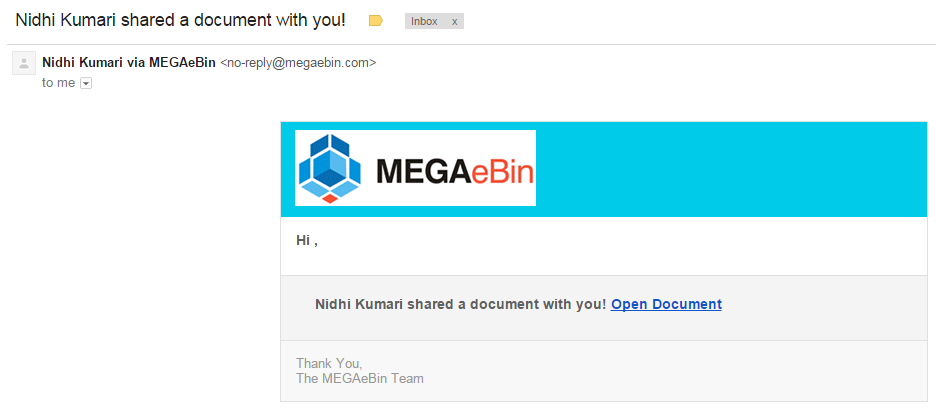 Nidhi Kumari shared a document with you!
Inbox x
Nidhi Kumari via MEGAeBin <no-reply@megaebin.com>
to me
MEGAeBin
Hi ,
Nidhi Kumari shared a document with you! Open Document
Thank You,
The MEGAeBin Team